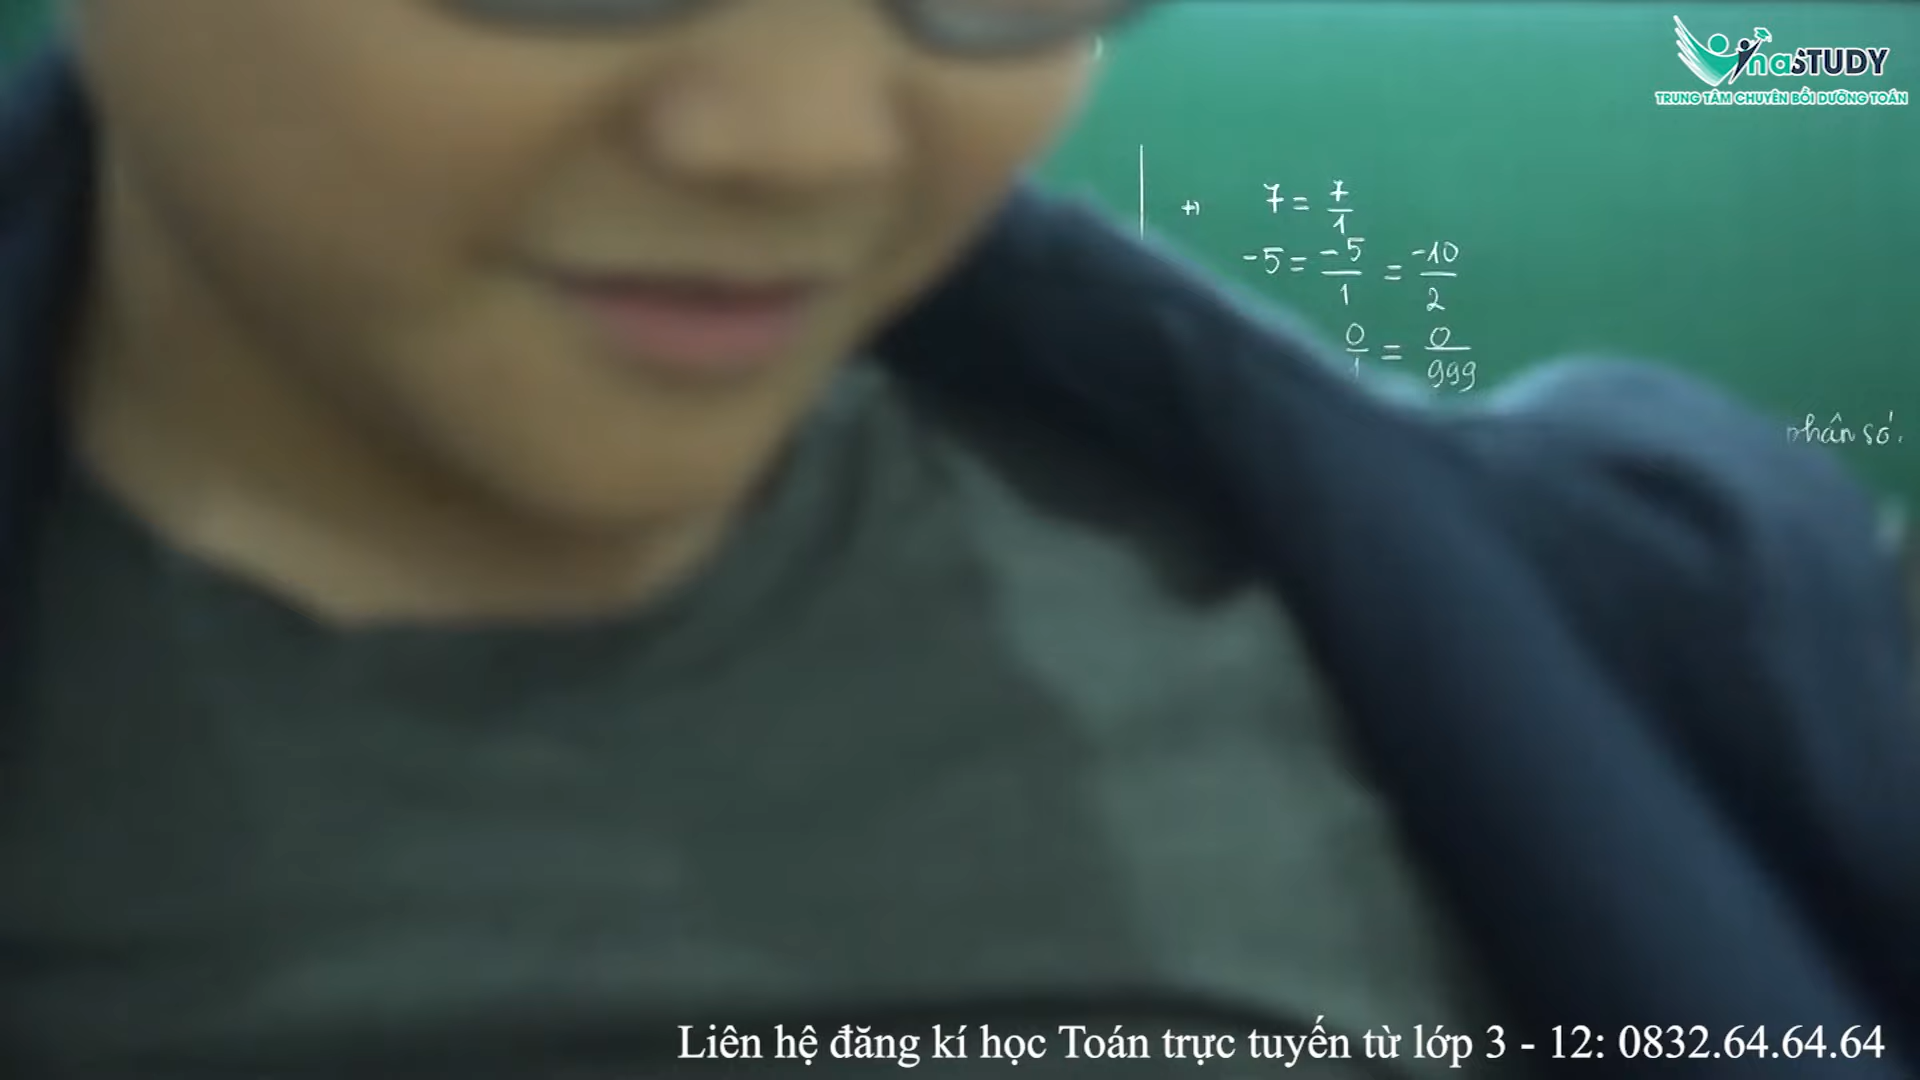 VinaSTUDY
TRUNG TÂM CHUYÊN BỒI DƯỠNG TOÁN
+) 7 = 7/1
-5 = -5/1 = -10/2
0/1 = 0/999
phân số.
Liên hệ đăng kí học Toán trực tuyến từ lớp 3 - 12: 0832.64.64.64